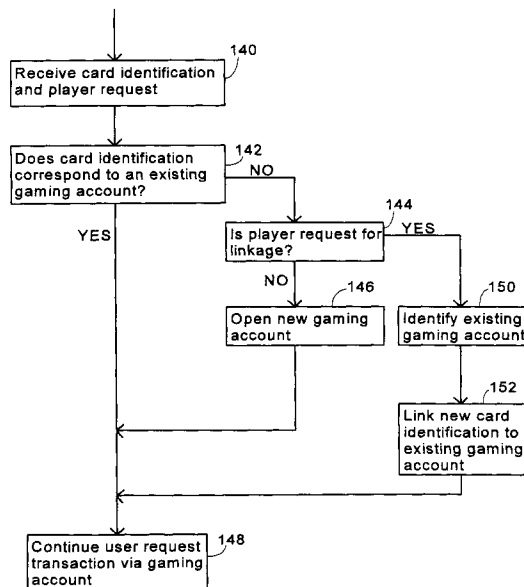 140
Receive card identification
and player request
142
Does card identification
correspond to an existing
gaming account?
NO
144
YES
Is player request for
linkage?
YES
NO
146
150
Open new gaming
account
Identify existing
gaming account
152
Link new card
identification to
existing gaming
account
148
Continue user request
transaction via gaming
account